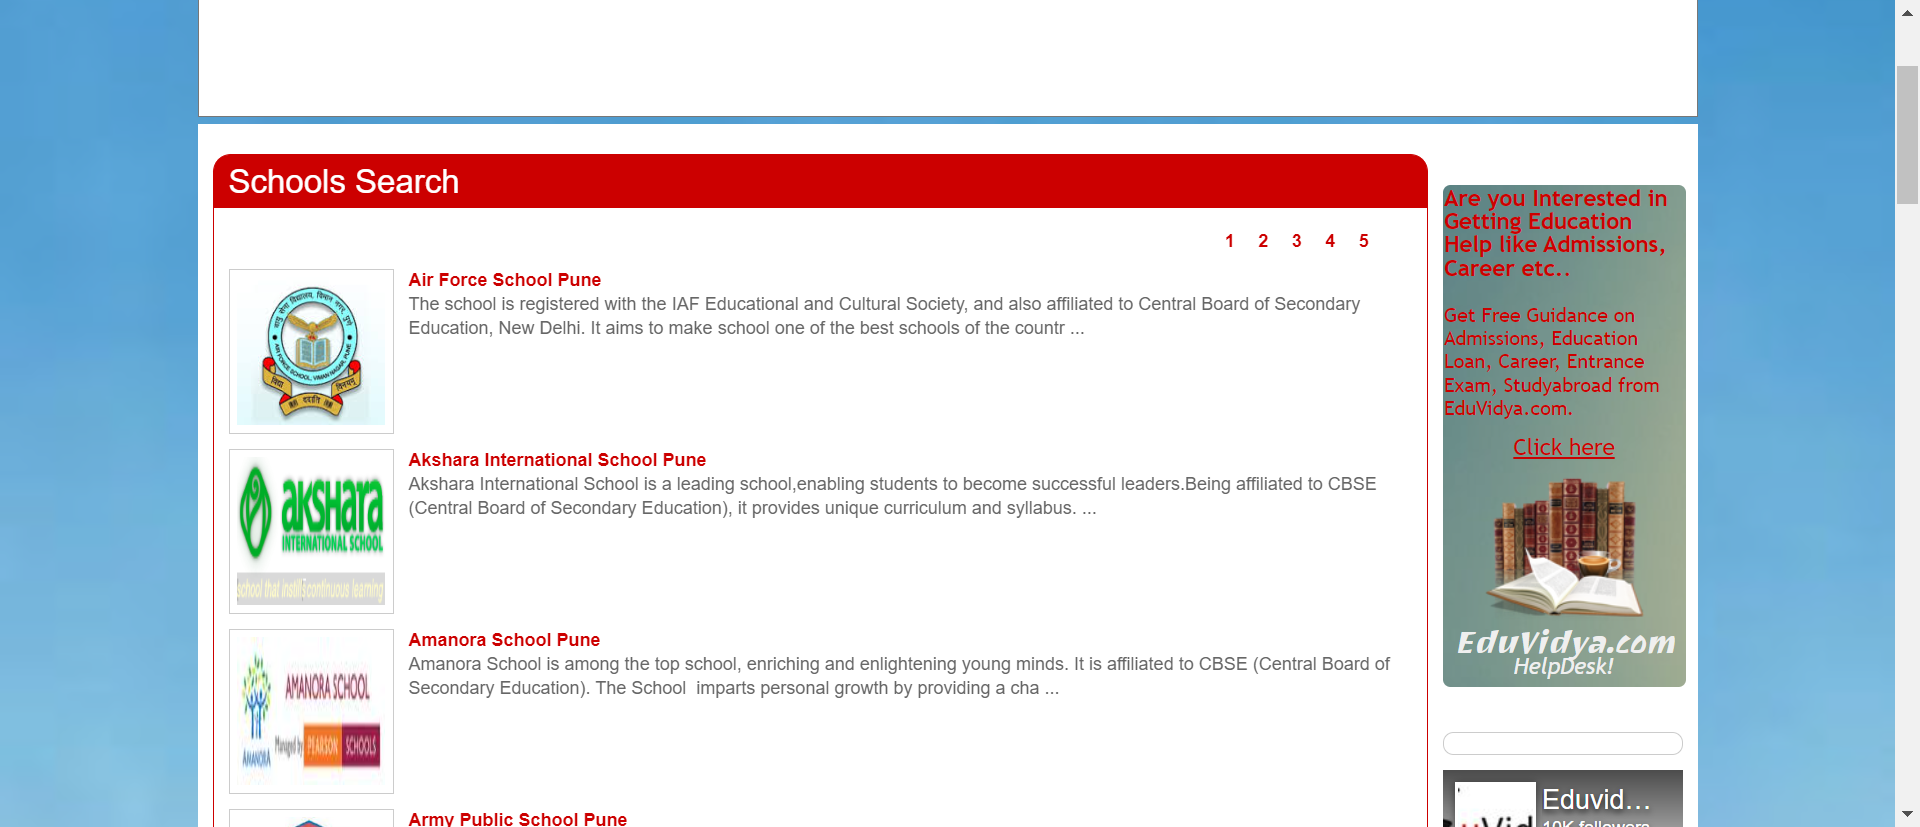 Schools Search
1 2 3 4 5
Air Force School Pune
The school is registered with the IAF Educational and Cultural Society, and also affiliated to Central Board of Secondary
Education, New Delhi. It aims to make school one of the best schools of the countr ...
AIR FORCE SCHOOL, VIMAN NAGAR, PUNE
Akshara International School Pune
Akshara International School is a leading school,enabling students to become successful leaders.Being affiliated to CBSE
(Central Board of Secondary Education), it provides unique curriculum and syllabus. ...
akshara
INTERNATIONAL SCHOOL
school that instills continuous learning
Amanora School Pune
Amanora School is among the top school, enriching and enlightening young minds. It is affiliated to CBSE (Central Board of
Secondary Education). The School imparts personal growth by providing a cha ...
AMANORA SCHOOL
AMANORA
Managed by PEARSON SCHOOLS
Army Public School Pune
Are you Interested in
Getting Education
Help like Admissions,
Career etc..
Get Free Guidance on
Admissions, Education
Loan, Career, Entrance
Exam, Studyabroad from
EduVidya.com.
Click here
EduVidya.com
HelpDesk!
Eduvid...
10K followers